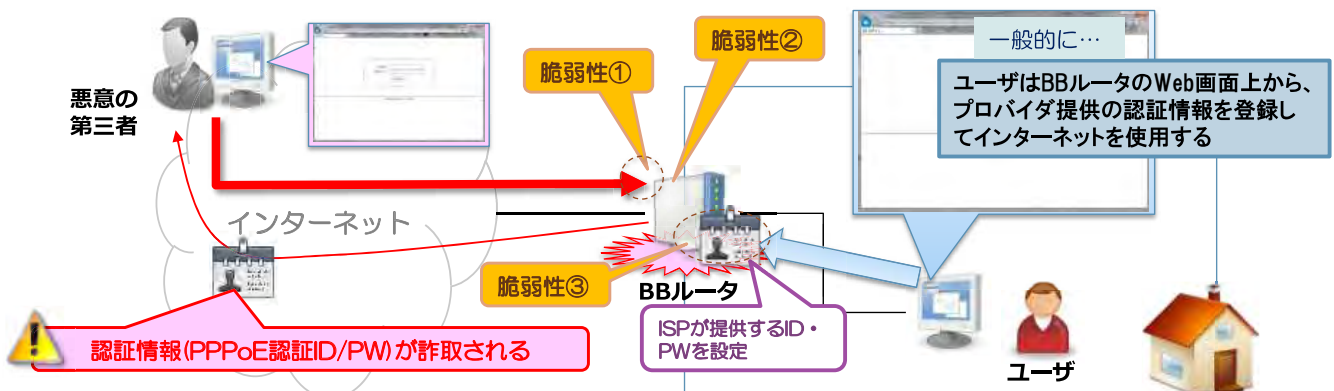 脆弱性②
一般的に…
脆弱性①
ユーザはBBルータのWeb画面上から、
プロバイダ提供の認証情報を登録し
てインターネットを使用する
悪意の
第三者
インターネット
脆弱性③
BBルータ
ISPが提供するID・
PWを設定
認証情報(PPPoE認証ID/PW)が詐取される
ユーザ